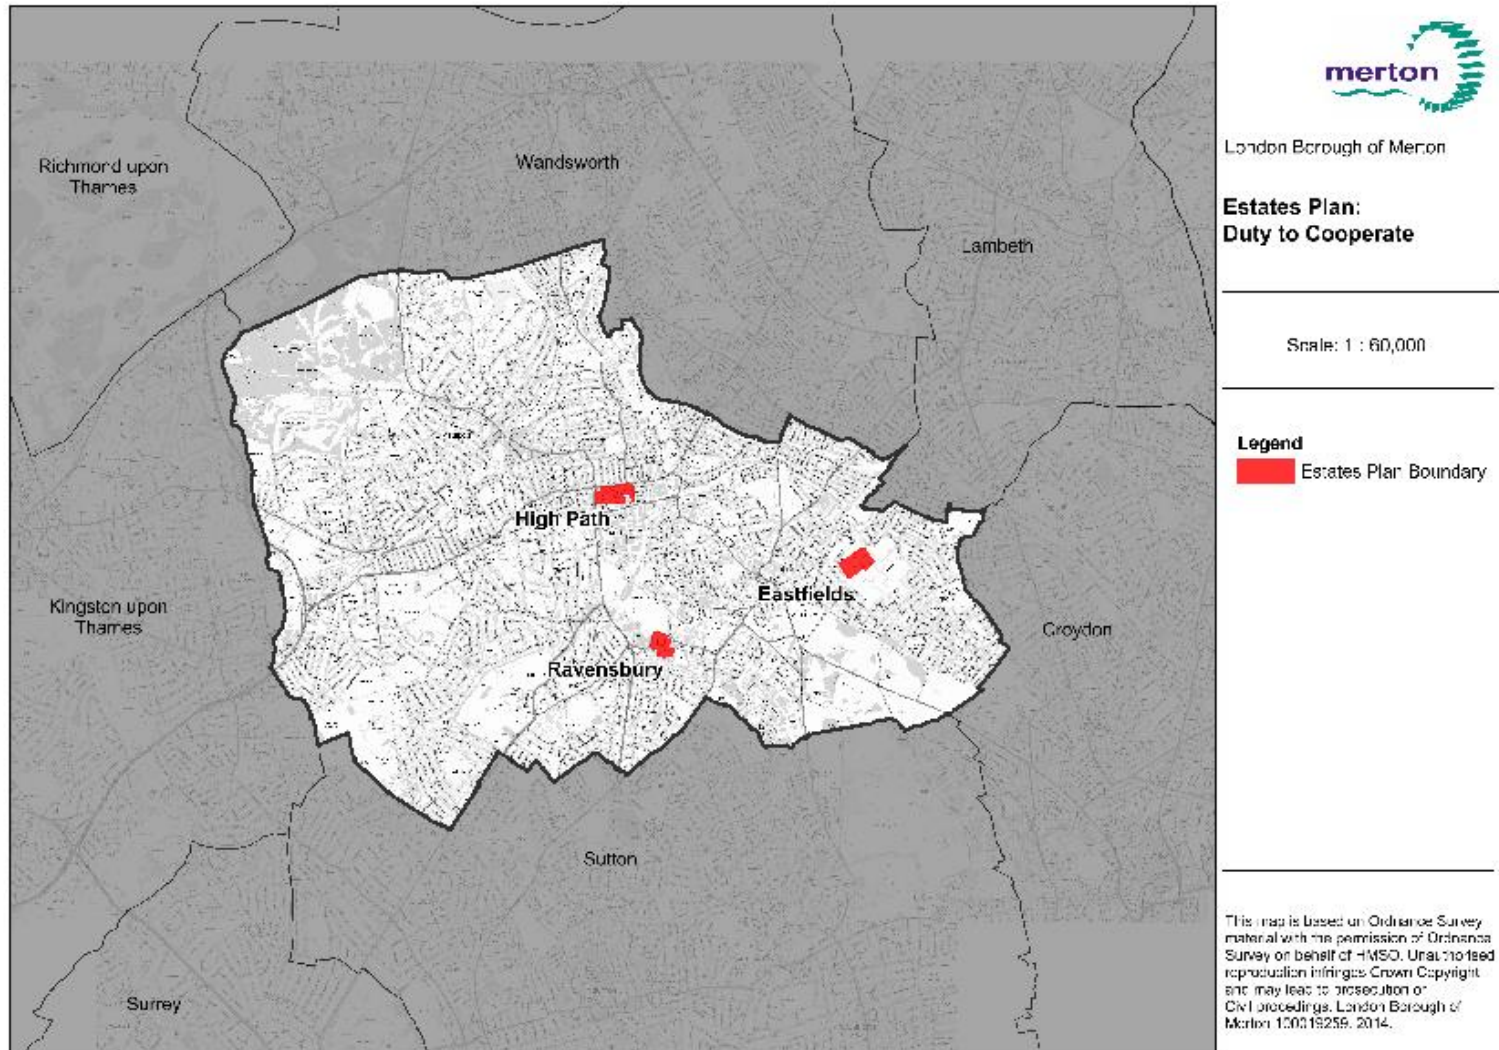 merton
London Borough of Merton
Estates Plan:
Duty to Cooperate
Scale: 1 : 60,000
Legend
Estates Plan Boundary
Richmond upon
Thames
Wandsworth
Lambeth
High Path
Eastfields
Kingston upon
Thames
Croydon
Ravensbury
Sutton
Surrey
This map is based on Ordnance Survey
material with the permission of Ordnance
Survey on behalf of HMSO. Unauthorised
reproduction infringes Crown Copyright
and may lead to prosecution or
Civil procedings. London Borough of
Merton 100019259. 2014.